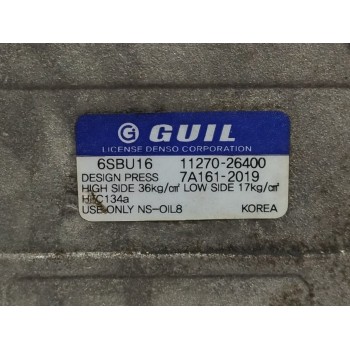 G GUIL
LICENSE DENSO CORPORATION
6SBU16 11270-26400
DESIGN PRESS 7A161-2019
HIGH SIDE 36kg/㎠ LOW SIDE 17kg/㎠
HFC134a
USE ONLY NS-OIL8 KOREA